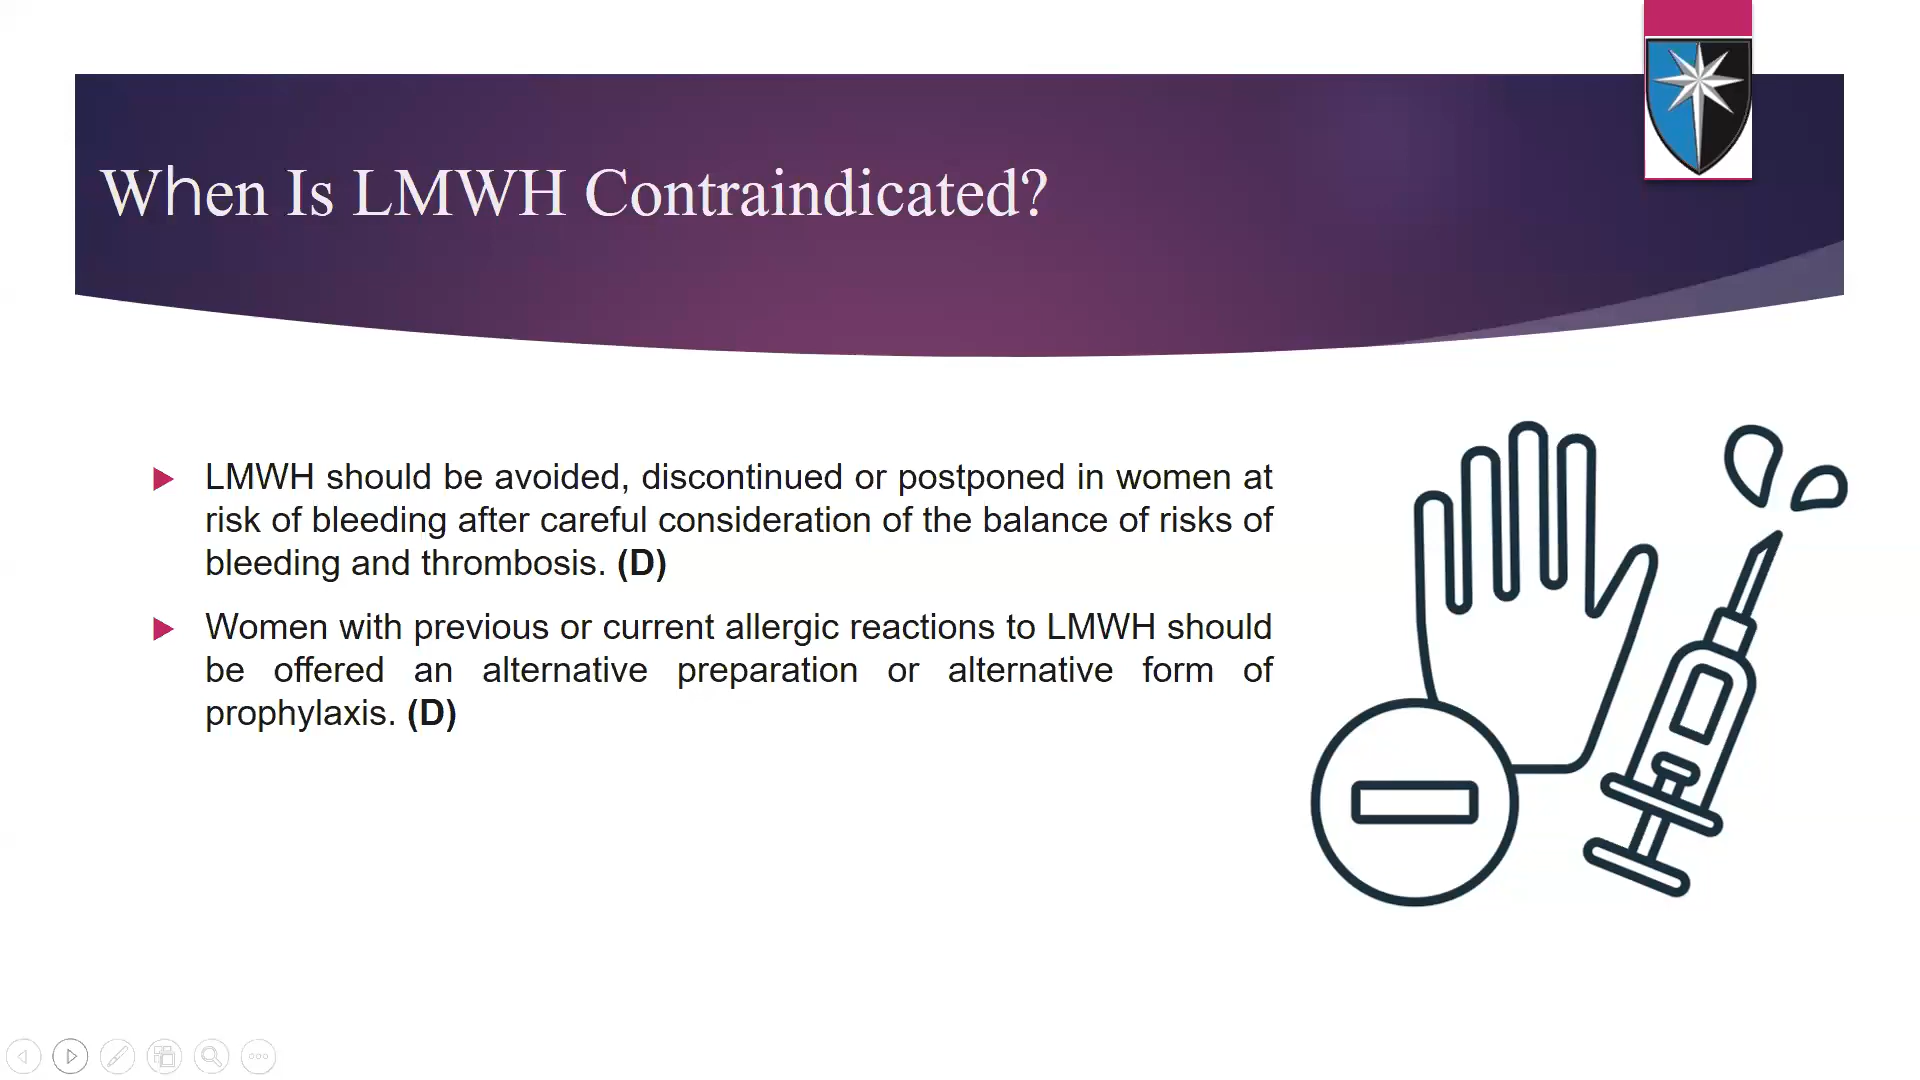 When Is LMWH Contraindicated?
LMWH should be avoided, discontinued or postponed in women at
risk of bleeding after careful consideration of the balance of risks of
bleeding and thrombosis. (D)
Women with previous or current allergic reactions to LMWH should
be offered an alternative preparation or alternative form of
prophylaxis. (D)